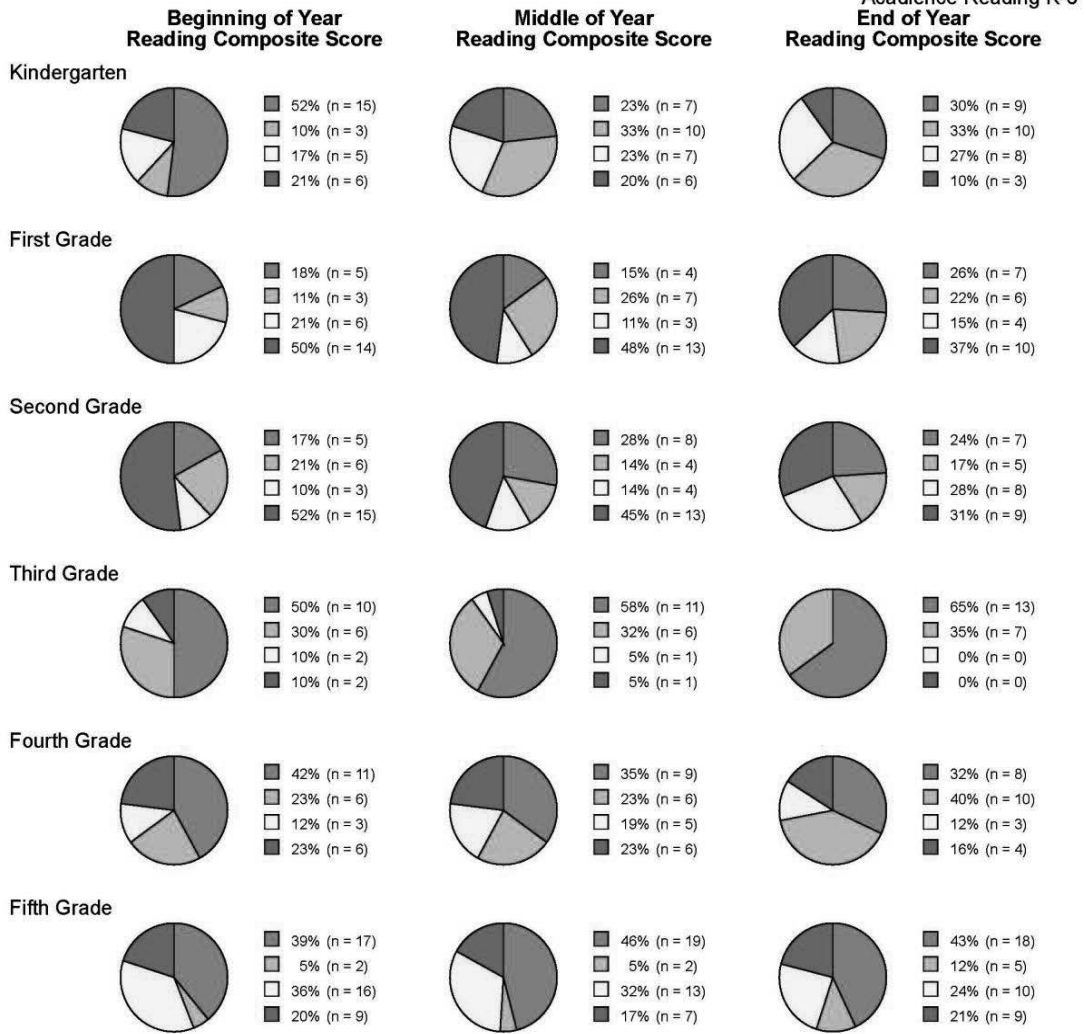 Beginning of Year
Reading Composite Score
Middle of Year
Reading Composite Score
End of Year
Reading Composite Score
Kindergarten
52% (n = 15)
10% (n = 3)
17% (n = 5)
21% (n = 6)
23% (n = 7)
33% (n = 10)
23% (n = 7)
20% (n = 6)
30% (n = 9)
33% (n = 10)
27% (n = 8)
10% (n = 3)
First Grade
18% (n = 5)
11% (n = 3)
21% (n = 6)
50% (n = 14)
15% (n = 4)
26% (n = 7)
11% (n = 3)
48% (n = 13)
26% (n = 7)
22% (n = 6)
15% (n = 4)
37% (n = 10)
Second Grade
17% (n = 5)
21% (n = 6)
10% (n = 3)
52% (n = 15)
28% (n = 8)
14% (n = 4)
14% (n = 4)
45% (n = 13)
24% (n = 7)
17% (n = 5)
28% (n = 8)
31% (n = 9)
Third Grade
50% (n = 10)
30% (n = 6)
10% (n = 2)
10% (n = 2)
58% (n = 11)
32% (n = 6)
5% (n = 1)
5% (n = 1)
65% (n = 13)
35% (n = 7)
0% (n = 0)
0% (n = 0)
Fourth Grade
42% (n = 11)
23% (n = 6)
12% (n = 3)
23% (n = 6)
35% (n = 9)
23% (n = 6)
19% (n = 5)
23% (n = 6)
32% (n = 8)
40% (n = 10)
12% (n = 3)
16% (n = 4)
Fifth Grade
39% (n = 17)
5% (n = 2)
36% (n = 16)
20% (n = 9)
46% (n = 19)
5% (n = 2)
32% (n = 13)
17% (n = 7)
43% (n = 18)
12% (n = 5)
24% (n = 10)
21% (n = 9)